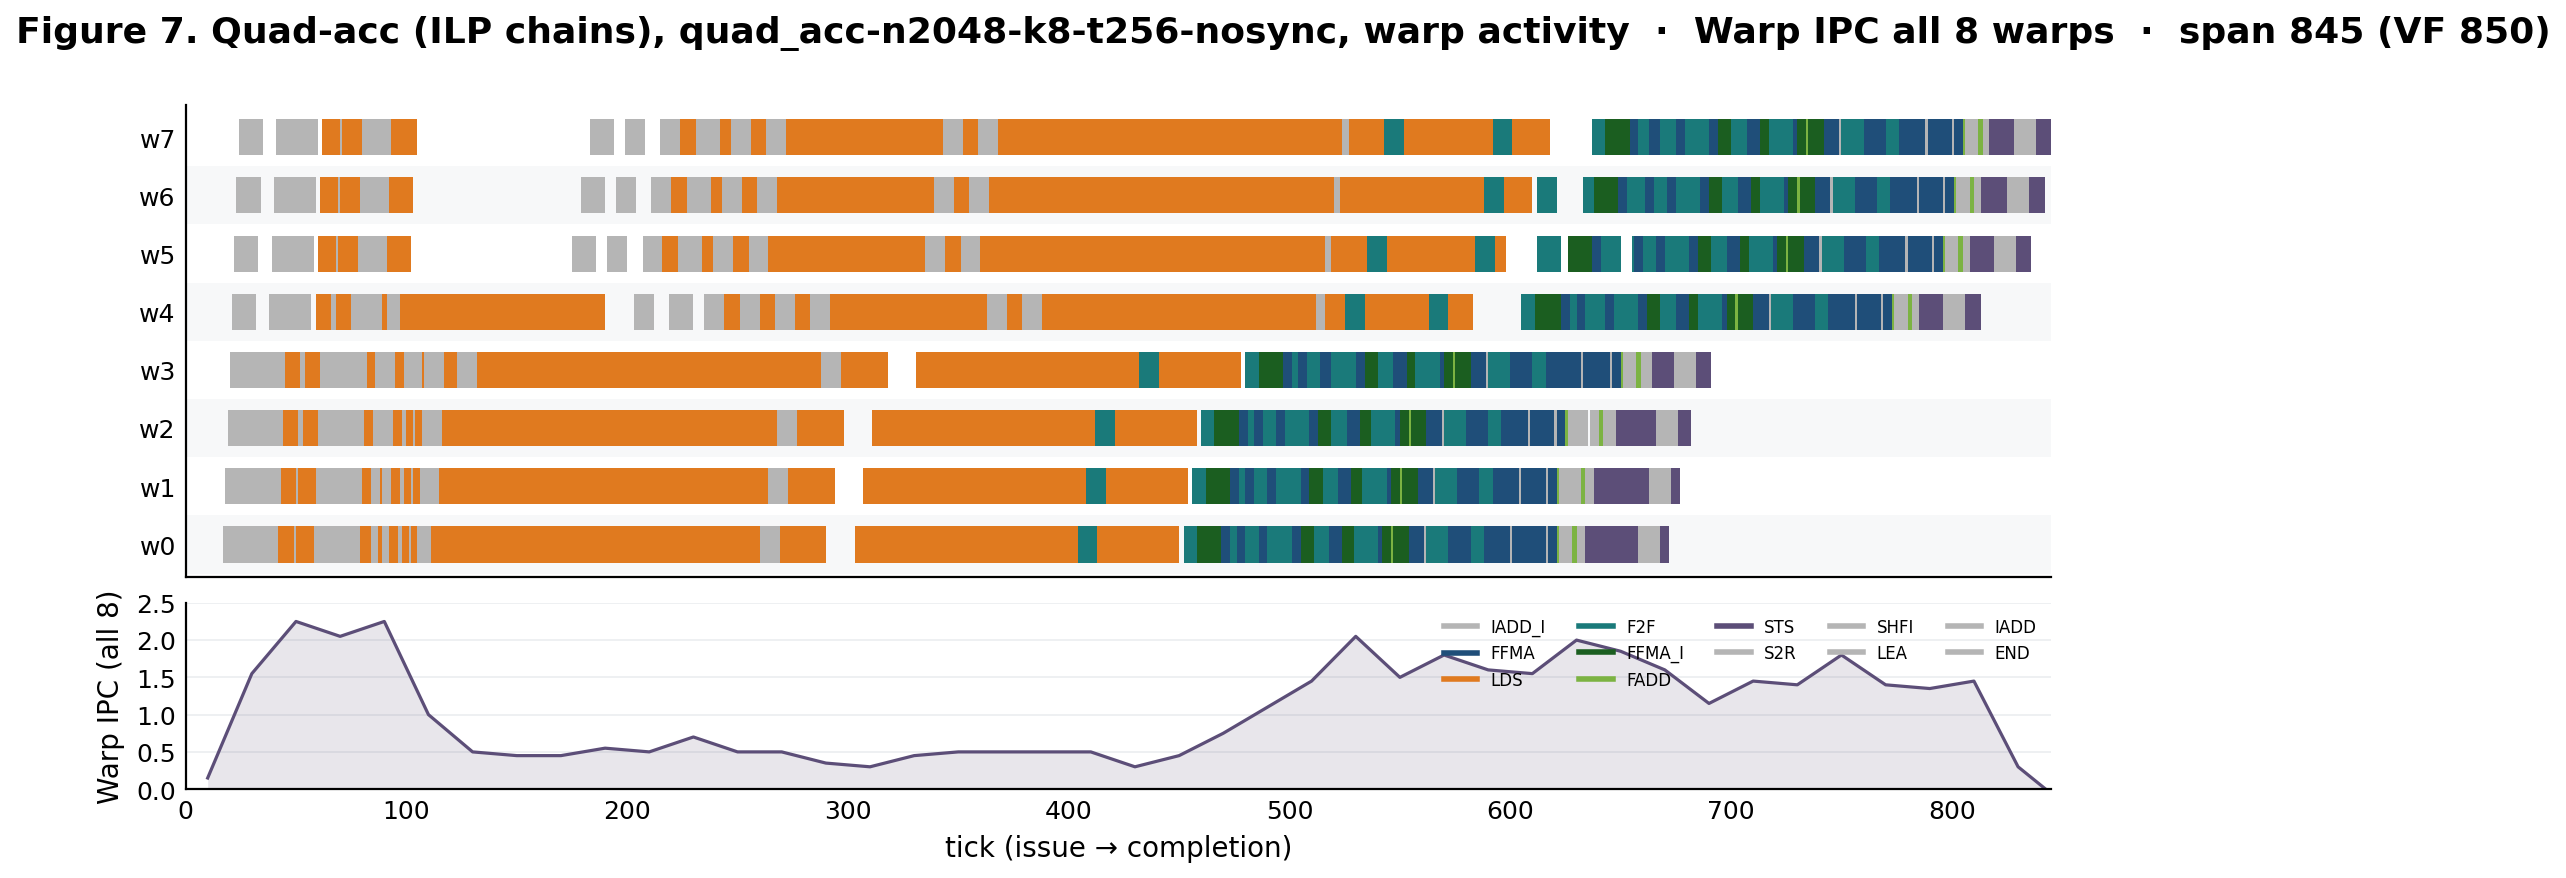 Figure 7. Quad-acc (ILP chains), quad_acc-n2048-k8-t256-nosync, warp activity · Warp IPC all 8 warps · span 845 (VF 850)
w7
w6
w5
w4
w3
w2
w1
w0
Warp IPC (all 8)
2.5
2.0
1.5
1.0
0.5
0.0
IADD_I F2F STS SHFI IADD
FFMA FFMA_I S2R LEA END
LDS FADD
0 100 200 300 400 500 600 700 800
tick (issue → completion)